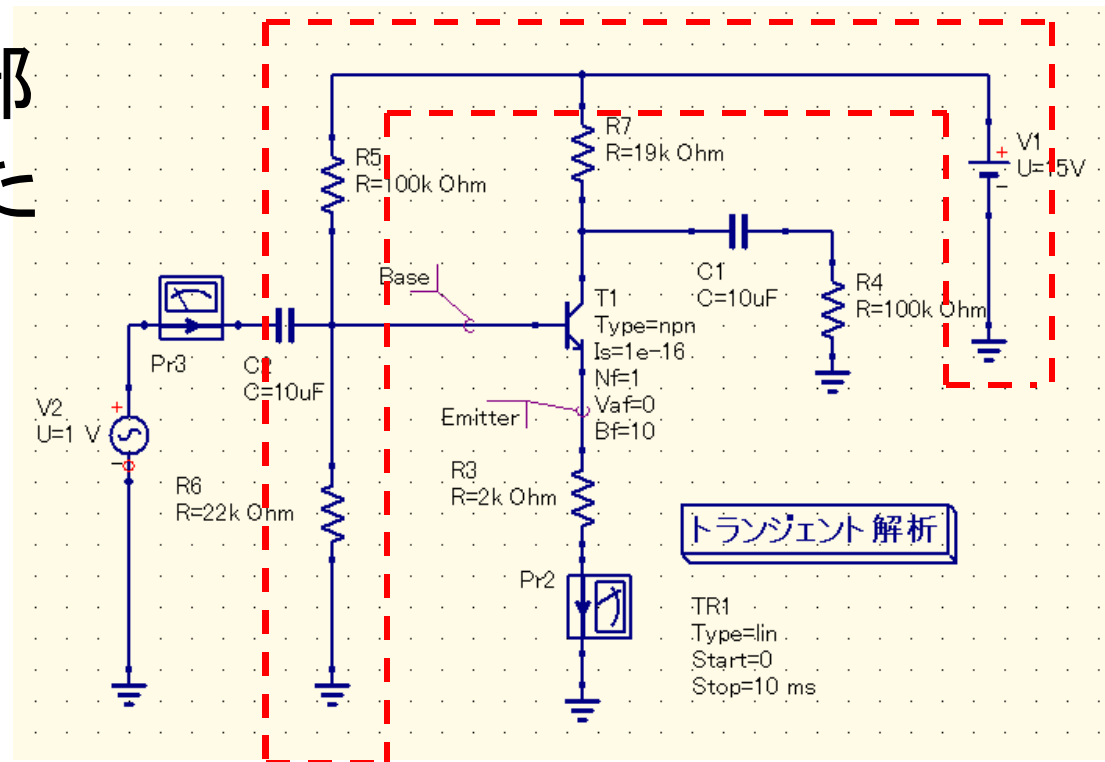 部
た
R5
R=100k Ohm
R7
R=19k Ohm
V1
U=15V
+
−
Base
Pr3
C2
C=10uF
T1
Type=npn
Is=1e-16
Nf=1
Vaf=0
Bf=10
C1
C=10uF
R4
R=100k Ohm
V2
U=1 V
+
−
Emitter
R6
R=22k Ohm
R3
R=2k Ohm
Pr2
トランジェント解析
TR1
Type=lin
Start=0
Stop=10 ms